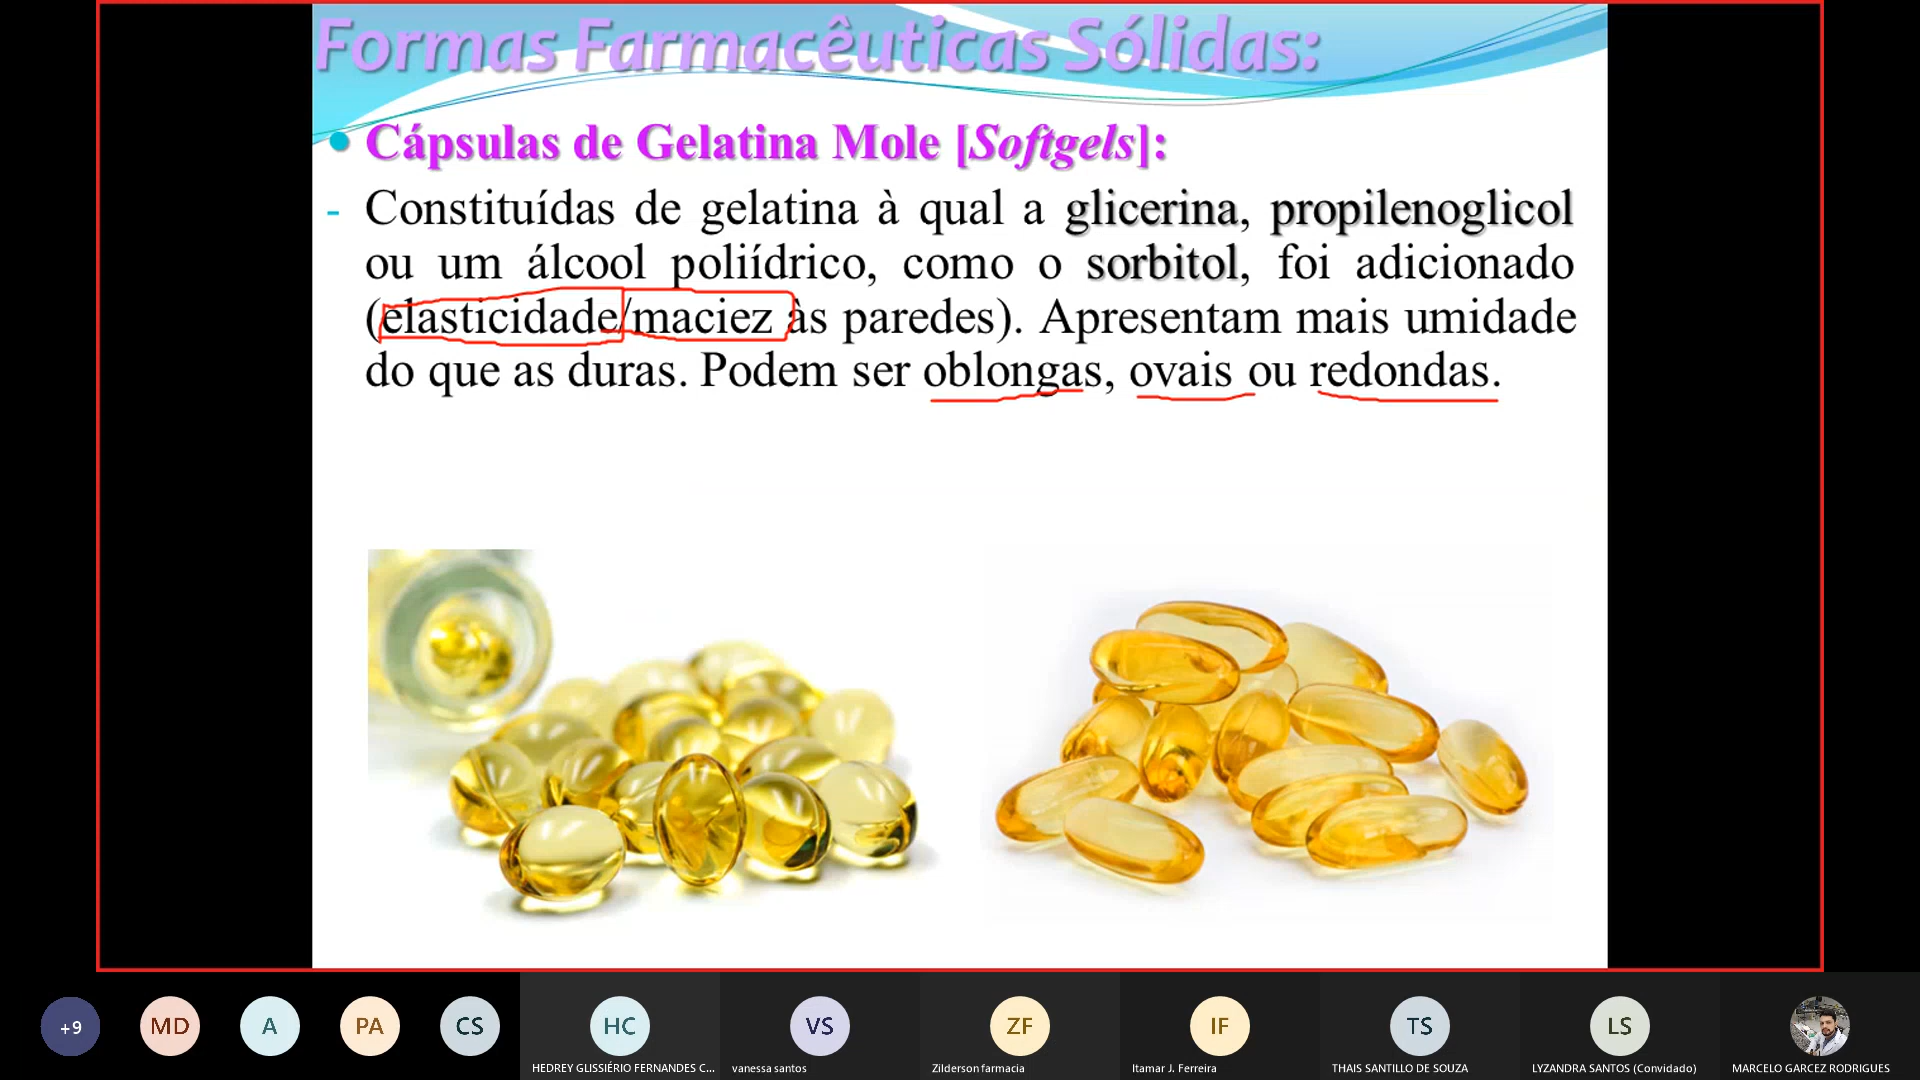 Formas Farmacêuticas Sólidas:
• Cápsulas de Gelatina Mole [Softgels]:
- Constituídas de gelatina à qual a glicerina, propilenoglicol
ou um álcool poliídrico, como o sorbitol, foi adicionado
(elasticidade/maciez às paredes). Apresentam mais umidade
do que as duras. Podem ser oblongas, ovais ou redondas.
+9
MD
A
PA
CS
HC
VS
ZF
IF
TS
LS
HEDREY GLISSIÉRIO FERNANDES C...
vanessa santos
Zilderson farmacia
Itamar J. Ferreira
THAIS SANTILLO DE SOUZA
LYZANDRA SANTOS (Convidado)
MARCELO GARCEZ RODRIGUES